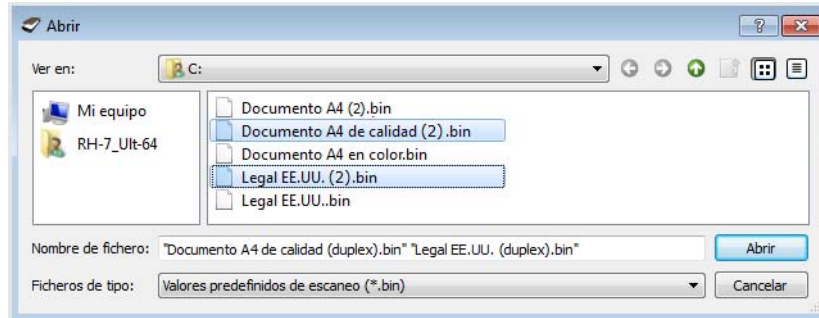 Abrir
Ver en:
C:
Mi equipo
RH-7_Ult-64
Documento A4 (2).bin
Documento A4 de calidad (2).bin
Documento A4 en color.bin
Legal EE.UU. (2).bin
Legal EE.UU..bin
Nombre de fichero: "Documento A4 de calidad (duplex).bin" "Legal EE.UU. (duplex).bin" Abrir
Ficheros de tipo: Valores predefinidos de escaneo (*.bin) Cancelar